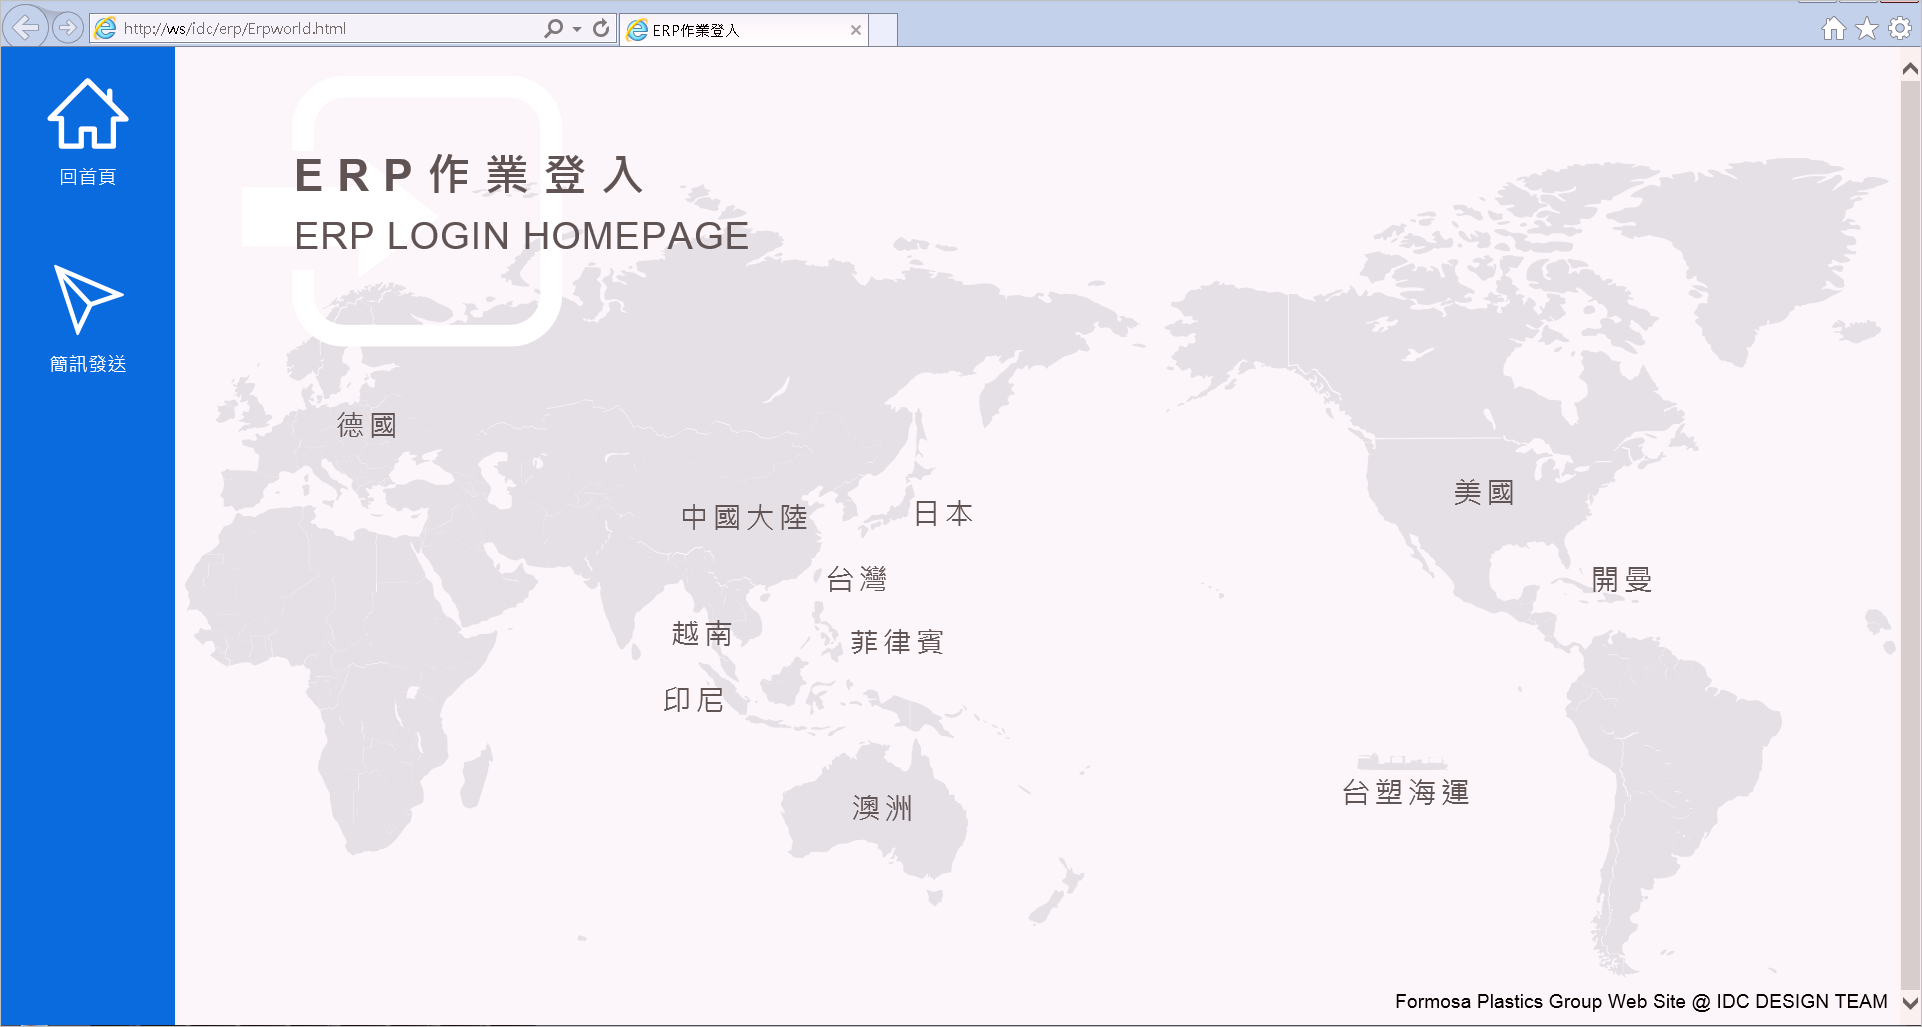 http://ws/idc/erp/Erpworld.html
ERP作業登入
回首頁
簡訊發送
ERP作業登入
ERP LOGIN HOMEPAGE
德國
美國
中國大陸
日本
台灣
開曼
越南
菲律賓
印尼
台塑海運
澳洲
Formosa Plastics Group Web Site @ IDC DESIGN TEAM